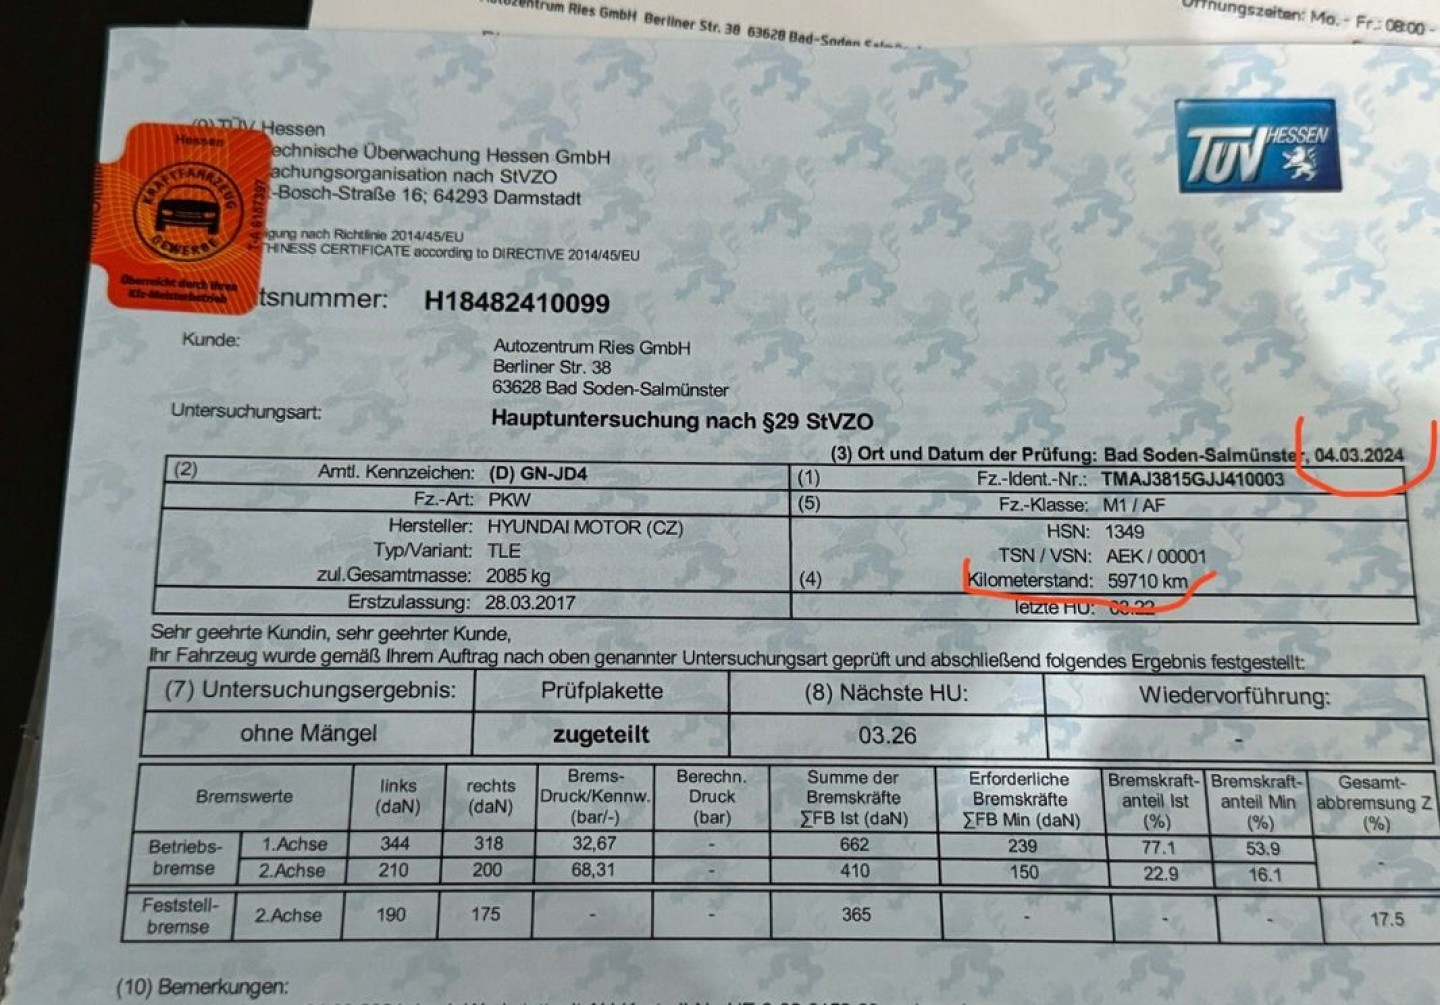 Autozentrum Ries GmbH Berliner Str. 38 63628 Bad-Soden
Öffnungszeiten: Mo. - Fr.: 08:00 -
TÜV Hessen
echnische Überwachung Hessen GmbH
achungsorganisation nach StVZO
-Bosch-Straße 16; 64293 Darmstadt
gung nach Richtlinie 2014/45/EU
HINESS CERTIFICATE according to DIRECTIVE 2014/45/EU
TÜV HESSEN
Hessen
KRAFTFAHRZEUG
GEWERBE
Überreicht durch Ihren
Kfz-Meisterbetrieb
tsnummer: H18482410099
Kunde: Autozentrum Ries GmbH
Berliner Str. 38
63628 Bad Soden-Salmünster
Untersuchungsart: Hauptuntersuchung nach §29 StVZO
(3) Ort und Datum der Prüfung: Bad Soden-Salmünster, 04.03.2024
(2) Amtl. Kennzeichen: (D) GN-JD4 (1) Fz.-Ident.-Nr.: TMAJ3815GJJ410003
Fz.-Art: PKW (5) Fz.-Klasse: M1 / AF
Hersteller: HYUNDAI MOTOR (CZ) HSN: 1349
Typ/Variant: TLE TSN / VSN: AEK / 00001
zul.Gesamtmasse: 2085 kg (4) Kilometerstand: 59710 km
Erstzulassung: 28.03.2017 letzte HU: 03.22
Sehr geehrte Kundin, sehr geehrter Kunde,
Ihr Fahrzeug wurde gemäß Ihrem Auftrag nach oben genannter Untersuchungsart geprüft und abschließend folgendes Ergebnis festgestellt:
(7) Untersuchungsergebnis: Prüfplakette (8) Nächste HU: Wiedervorführung:
ohne Mängel zugeteilt 03.26 -
Bremswerte links (daN) rechts (daN) Brems-Druck/Kennw. (bar/-) Berechn. Druck (bar) Summe der Bremskräfte ∑FB Ist (daN) Erforderliche Bremskräfte ∑FB Min (daN) Bremskraft-anteil Ist (%) Bremskraft-anteil Min (%) Gesamt-abbremsung Z (%)
Betriebs-bremse 1.Achse 344 318 32,67 - 662 239 77.1 53.9 -
2.Achse 210 200 68,31 - 410 150 22.9 16.1
Feststell-bremse 2.Achse 190 175 - - 365 - - - 17.5
(10) Bemerkungen: